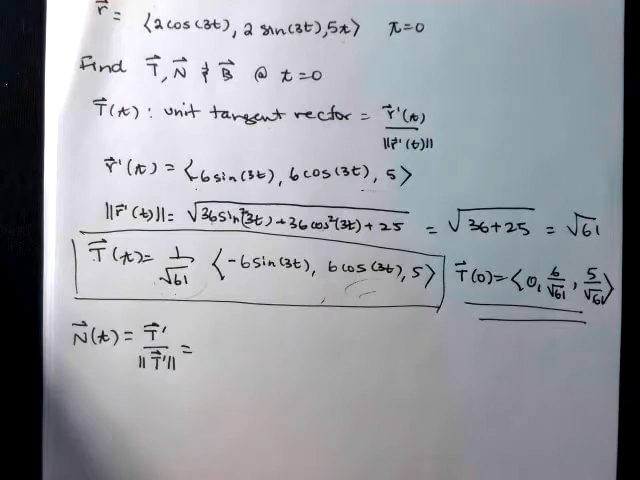 r⃗ = ⟨2cos(3t), 2 sin(3t), 5t⟩ t=0
Find T⃗, N⃗ & B⃗ @ t=0
T⃗(t): unit tangent vector = r⃗'(t) / ||r⃗'(t)||
r⃗'(t) = ⟨-6sin(3t), 6cos(3t), 5⟩
||r⃗'(t)|| = √(36sin²(3t)+36cos²(3t)+25) = √(36+25) = √61
T⃗(t) = 1/√61 ⟨-6sin(3t), 6cos(3t), 5⟩ T⃗(0) = ⟨0, 6/√61, 5/√61⟩
N⃗(t) = T⃗' / ||T⃗'|| =